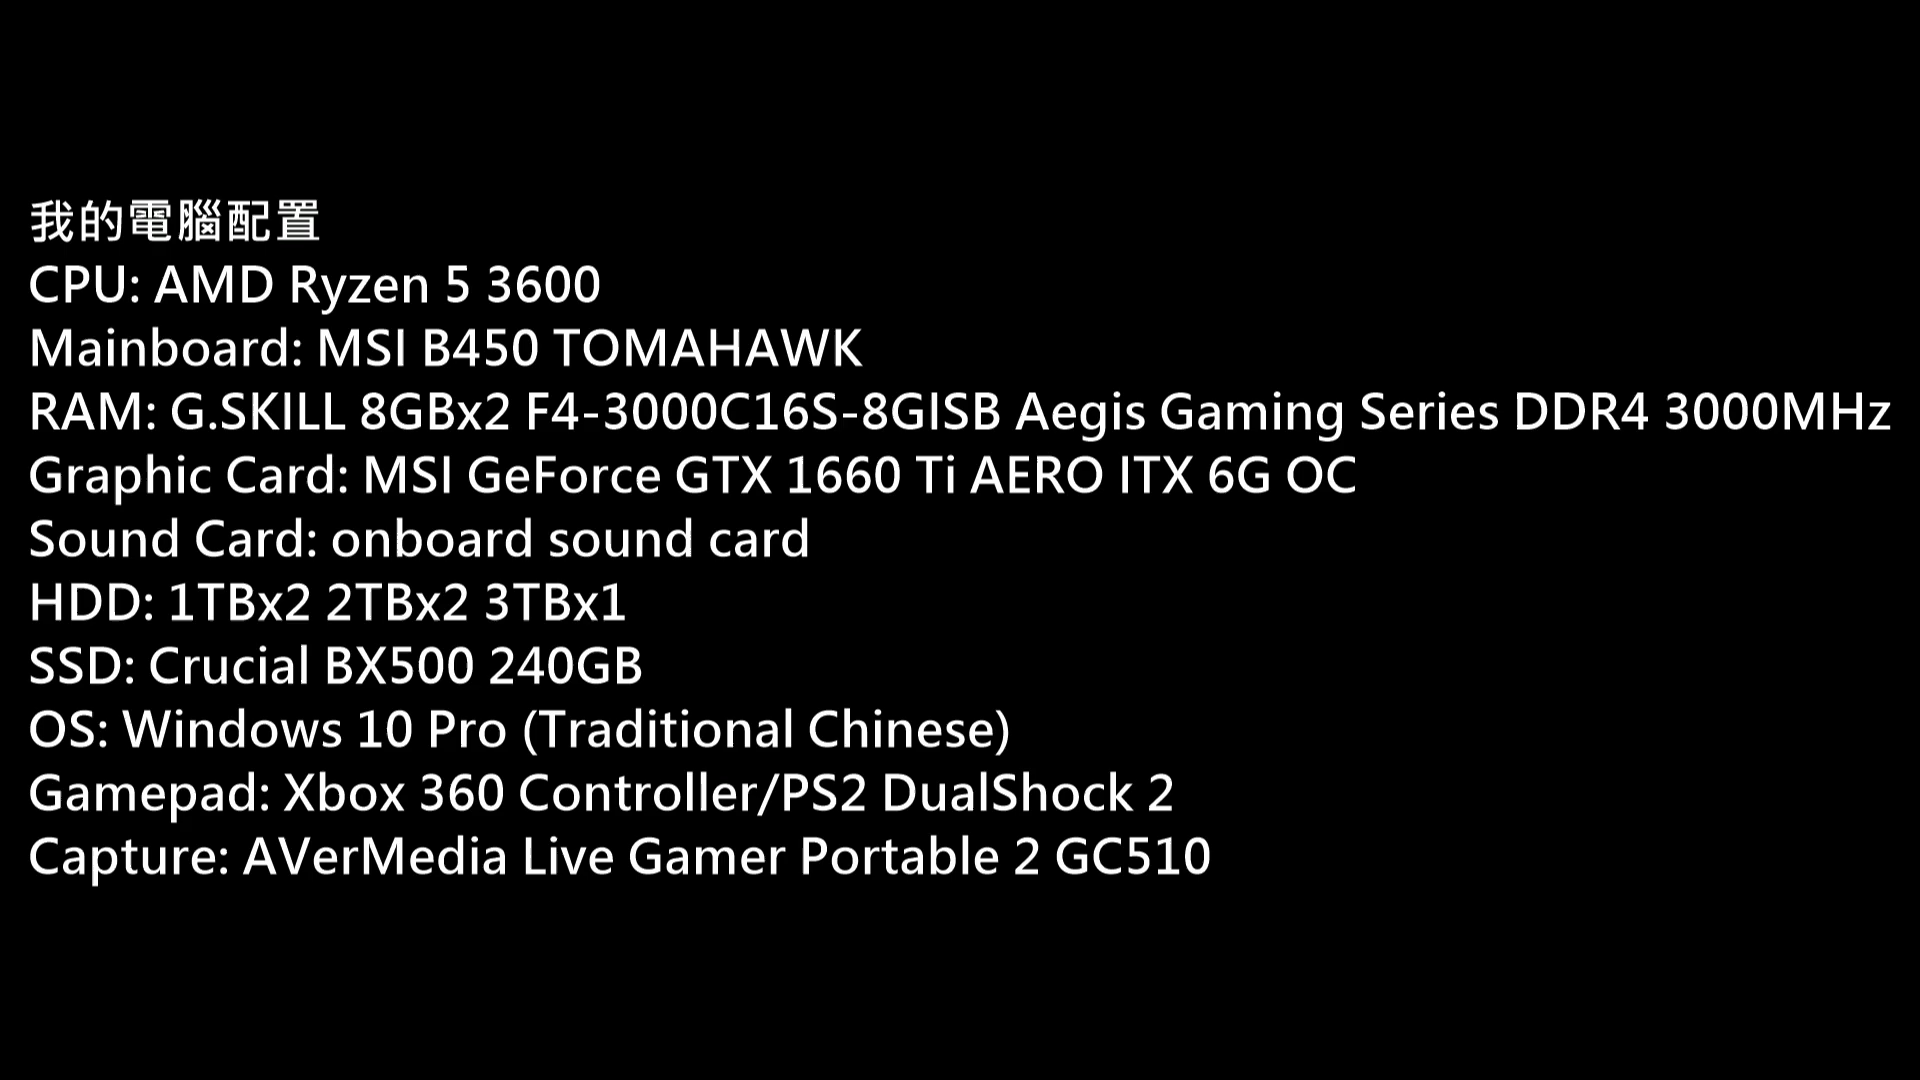 我的電腦配置
CPU: AMD Ryzen 5 3600
Mainboard: MSI B450 TOMAHAWK
RAM: G.SKILL 8GBx2 F4-3000C16S-8GISB Aegis Gaming Series DDR4 3000MHz
Graphic Card: MSI GeForce GTX 1660 Ti AERO ITX 6G OC
Sound Card: onboard sound card
HDD: 1TBx2 2TBx2 3TBx1
SSD: Crucial BX500 240GB
OS: Windows 10 Pro (Traditional Chinese)
Gamepad: Xbox 360 Controller/PS2 DualShock 2
Capture: AVerMedia Live Gamer Portable 2 GC510